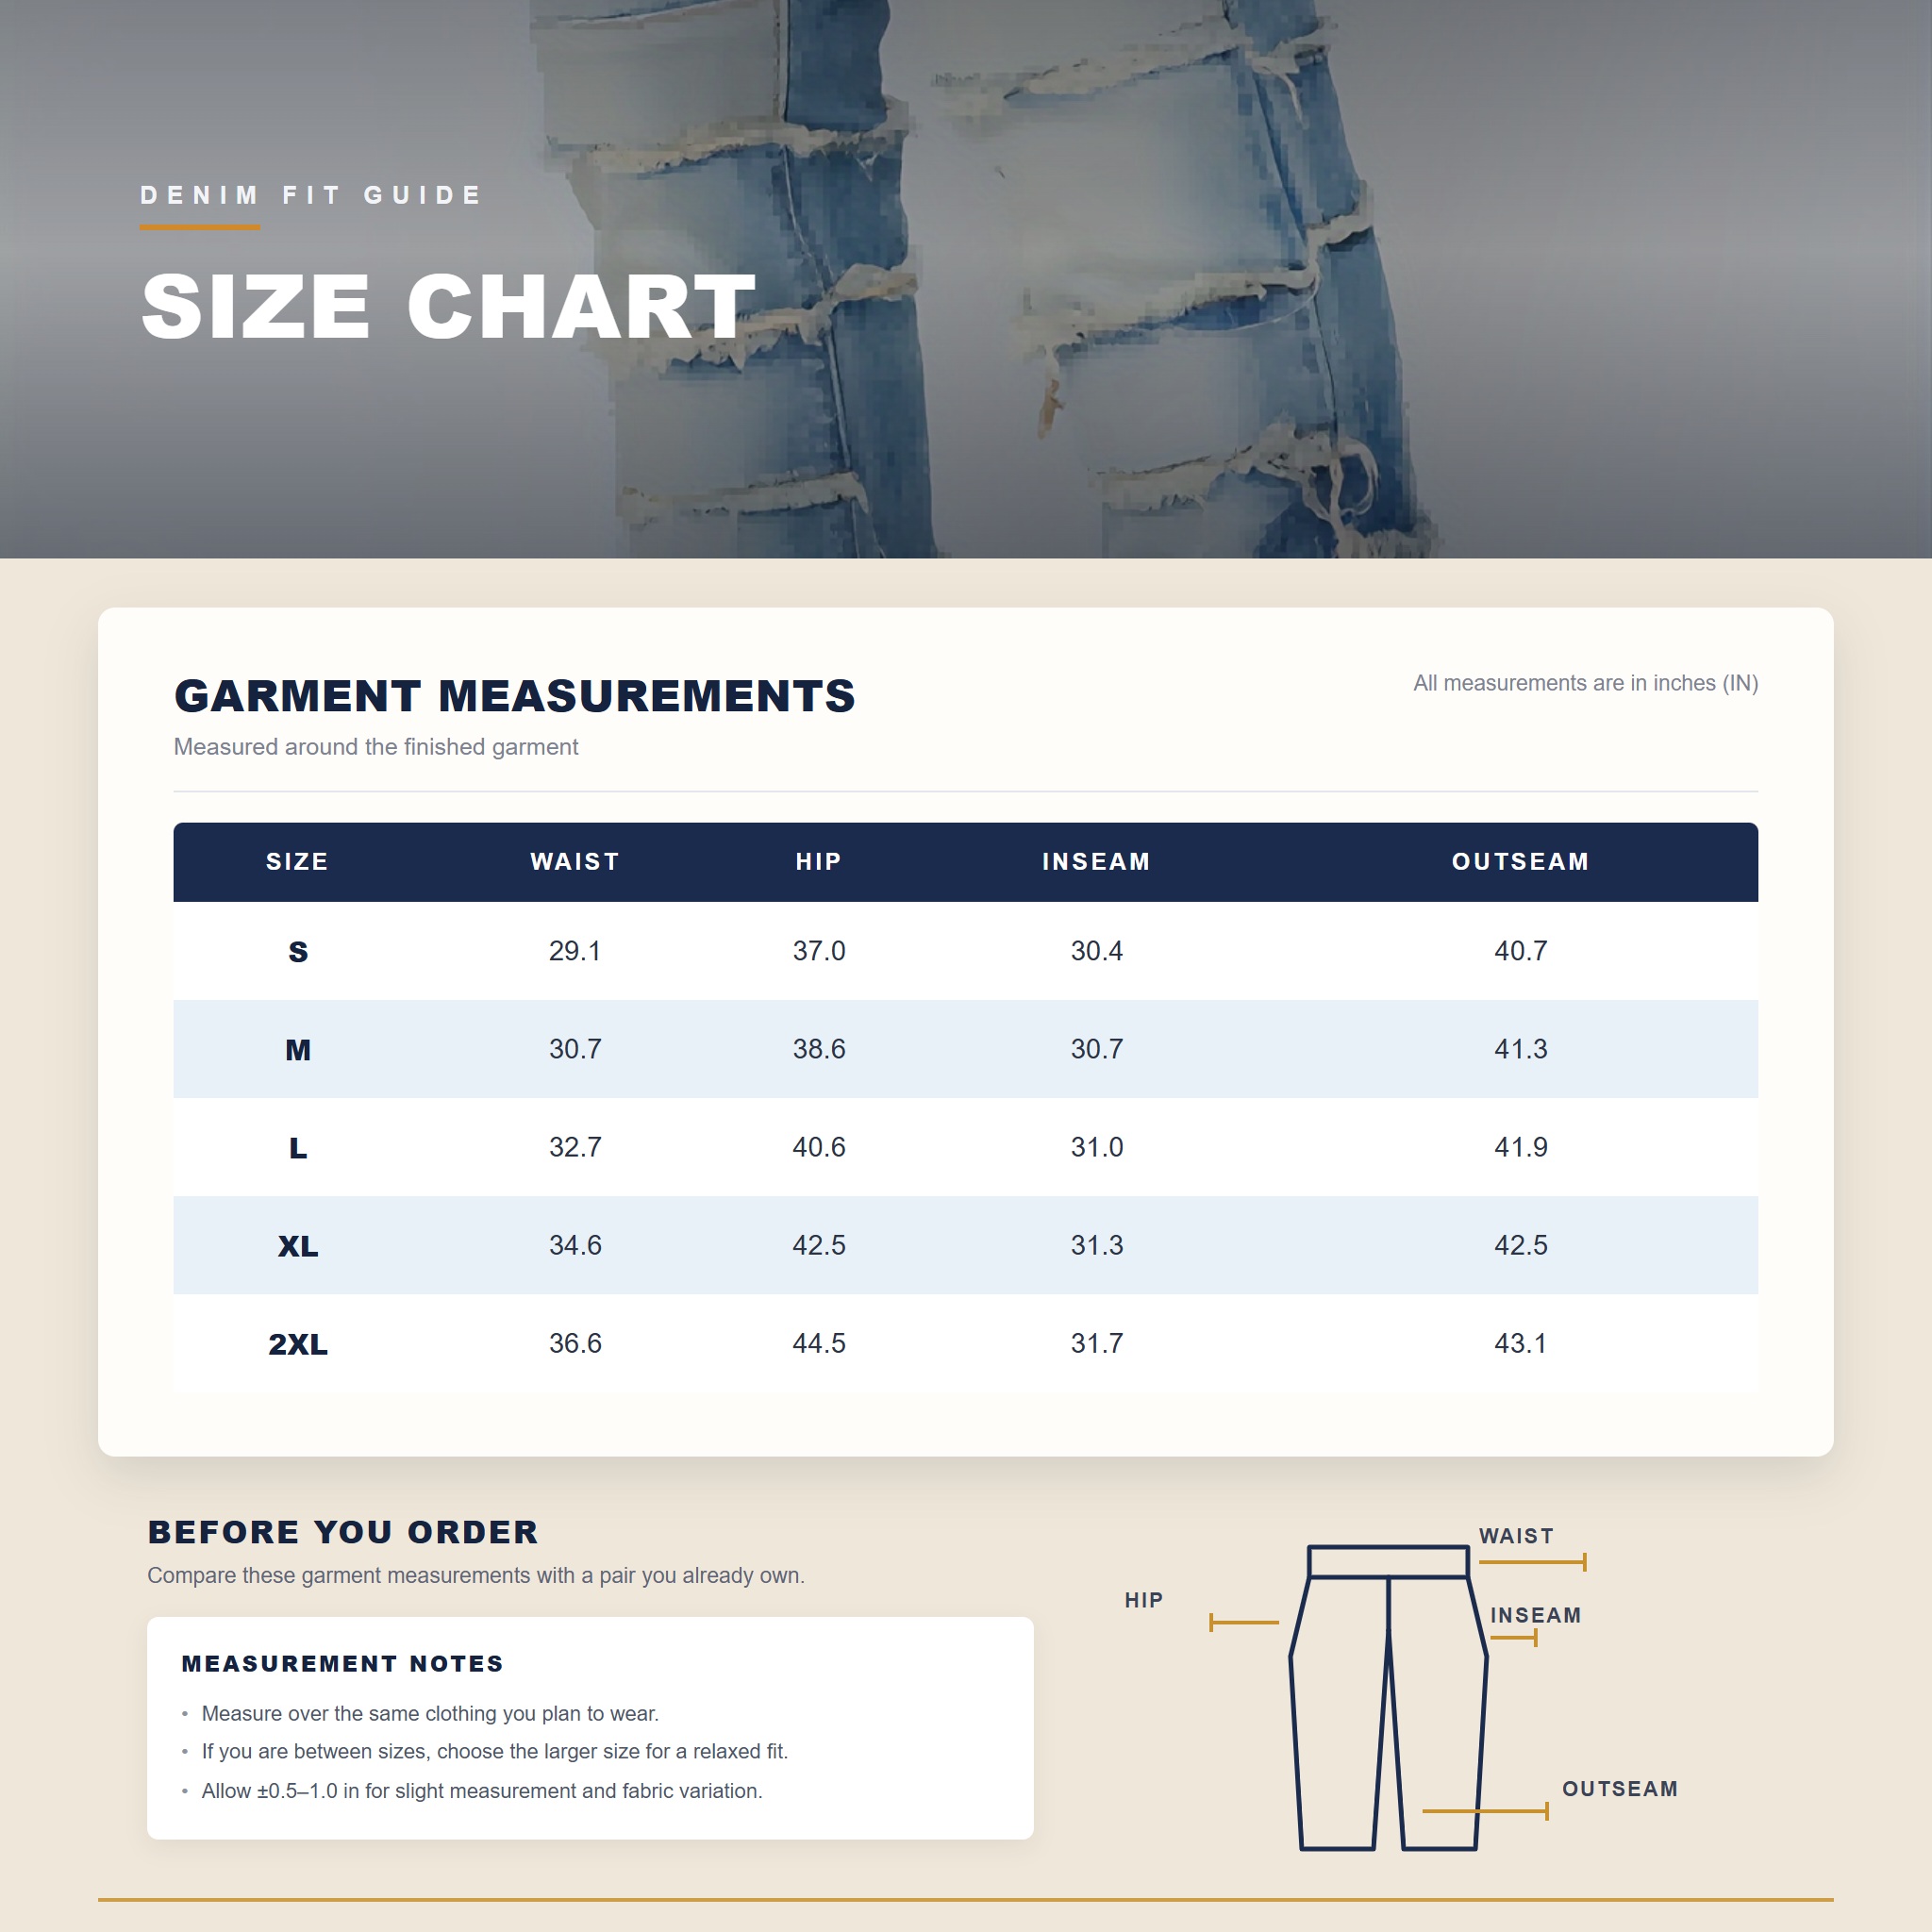 DENIM FIT GUIDE
SIZE CHART
GARMENT MEASUREMENTS
All measurements are in inches (IN)
Measured around the finished garment
SIZE WAIST HIP INSEAM OUTSEAM
S 29.1 37.0 30.4 40.7
M 30.7 38.6 30.7 41.3
L 32.7 40.6 31.0 41.9
XL 34.6 42.5 31.3 42.5
2XL 36.6 44.5 31.7 43.1
BEFORE YOU ORDER
Compare these garment measurements with a pair you already own.
MEASUREMENT NOTES
• Measure over the same clothing you plan to wear.
• If you are between sizes, choose the larger size for a relaxed fit.
• Allow ±0.5–1.0 in for slight measurement and fabric variation.
WAIST
HIP
INSEAM
OUTSEAM